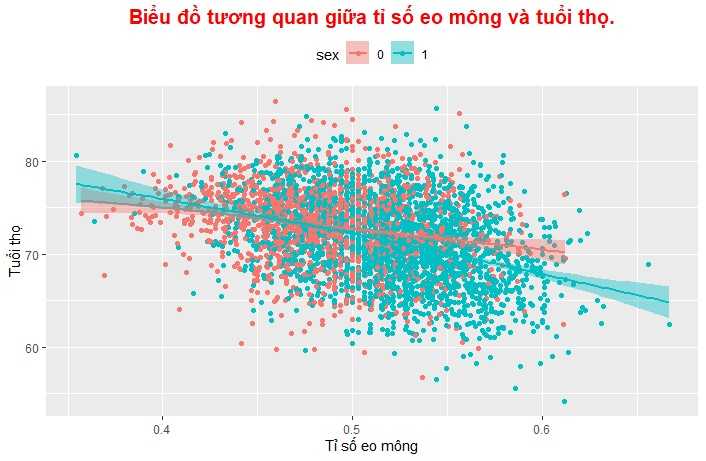 Biểu đồ tương quan giữa tỉ số eo mông và tuổi thọ.
sex 0 1
Tuổi thọ
80
70
60
0.4 0.5 0.6
Tỉ số eo mông